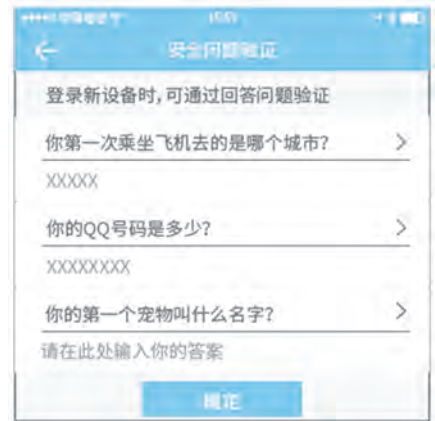 安全问题验证
登录新设备时,可通过回答问题验证
你第一次乘坐飞机去的是哪个城市?
XXXXX
你的QQ号码是多少?
XXXXXXXX
你的第一个宠物叫什么名字?
请在此处输入你的答案